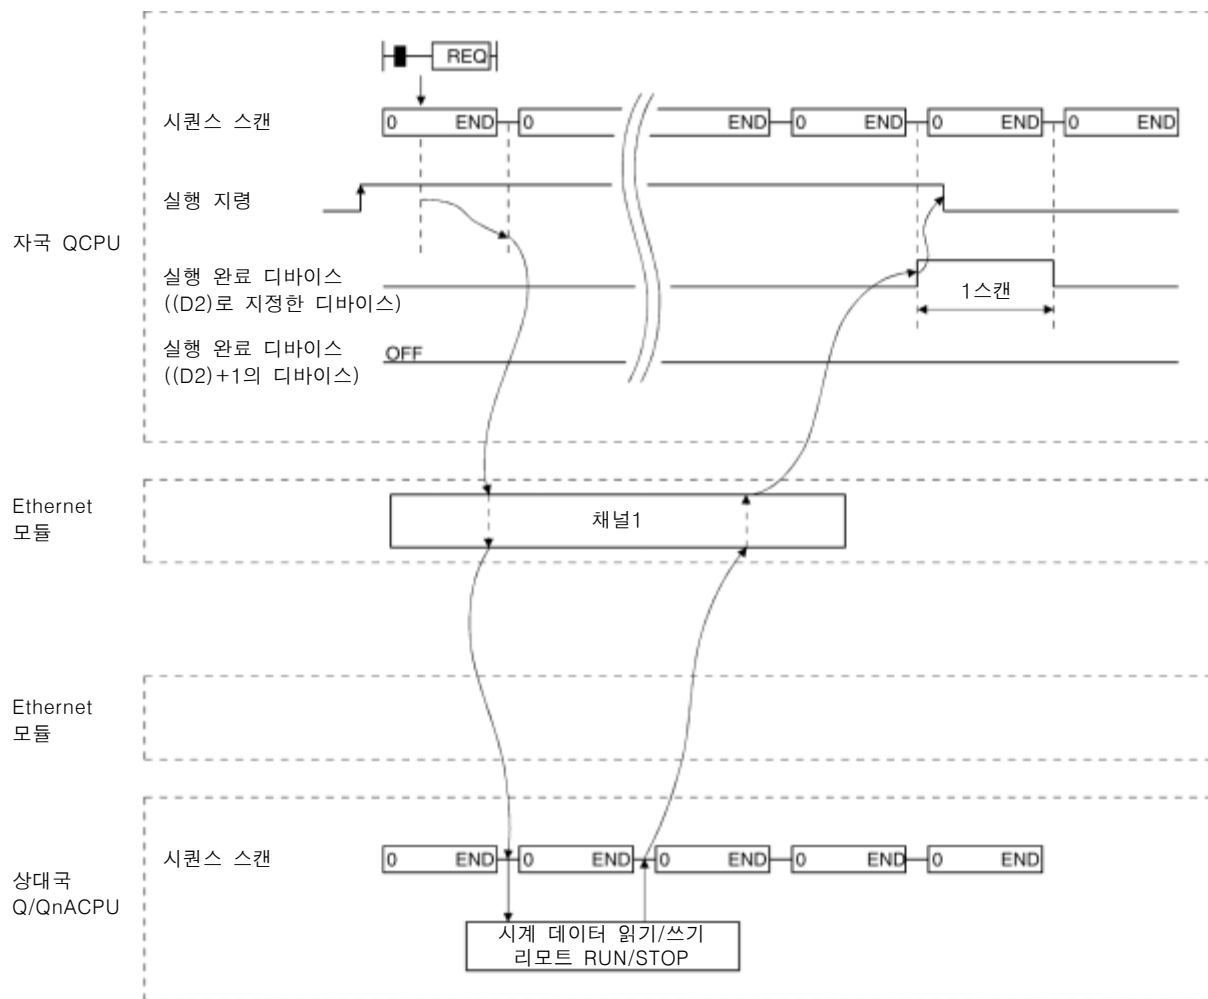 REQ
시퀀스 스캔
0 END 0 END 0 END 0 END 0 END
실행 지령
자국 QCPU
실행 완료 디바이스
((D2)로 지정한 디바이스)
1스캔
실행 완료 디바이스
((D2)+1의 디바이스)
OFF
Ethernet
모듈
채널1
Ethernet
모듈
시퀀스 스캔
0 END 0 END 0 END 0 END 0 END
상대국
Q/QnACPU
시계 데이터 읽기/쓰기
리모트 RUN/STOP